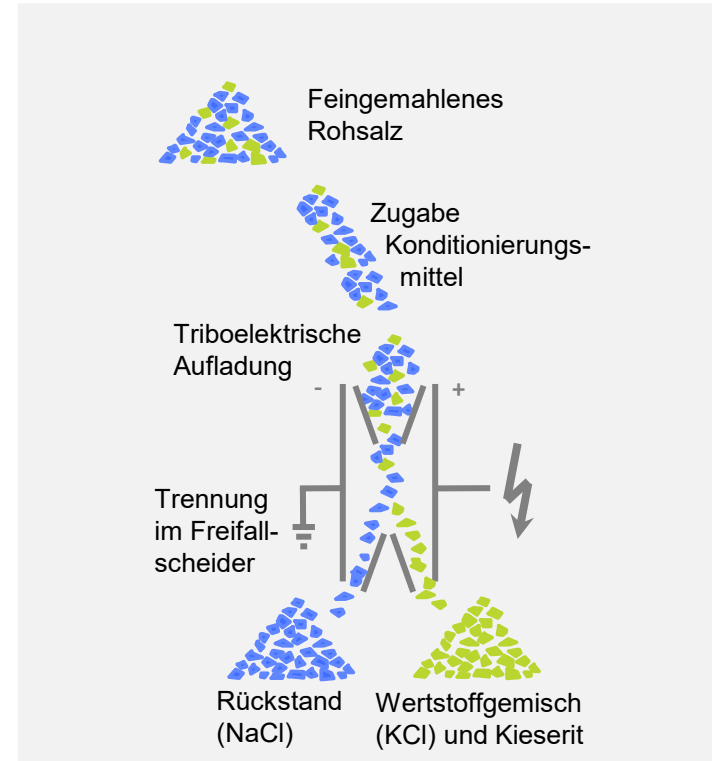 Feingemahlenes
Rohsalz
Zugabe
Konditionierungs-
mittel
Triboelektrische
Aufladung
-
+
Trennung
im Freifall-
scheider
Rückstand
(NaCl)
Wertstoffgemisch
(KCl) und Kieserit